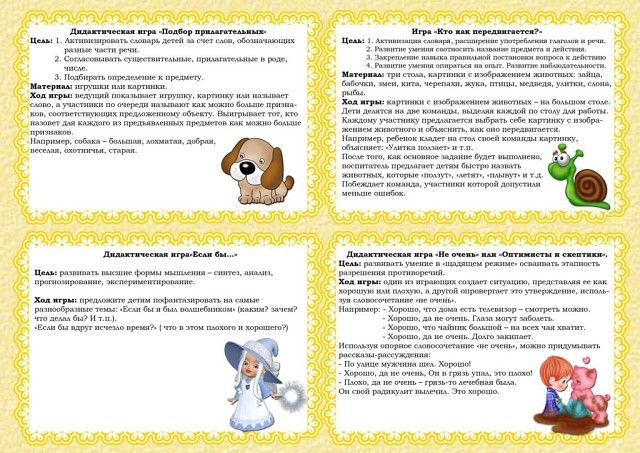 Дидактическая игра «Подбор прилагательных»
Цель: 1. Активизировать словарь детей за счет слов, обозначающих
разные части речи.
2. Согласовывать существительные, прилагательные в роде,
числе.
3. Подбирать определение к предмету.
Материал: игрушки или картинки.
Ход игры: ведущий показывает игрушку, картинку или называет
слово, а участники по очереди называют как можно больше призна-
ков, соответствующих предложенному объекту. Выигрывает тот, кто
назовет для каждого из предъявленных предметов как можно больше
признаков.
Например, собака – большая, лохматая, добрая,
веселая, охотничья, старая.
Игра «Кто как передвигается?»
Цель: 1. Активизация словаря, расширение употребления глаголов и речи.
2. Развитие умения соотносить название предмета и действия.
3. Закрепление навыка правильной постановки вопроса к действию
4. Развитие умения опираться на опыт. Развитие наблюдательности.
Материал: три стола, картинки с изображением животных: зайца,
бабочки, змеи, кита, черепахи, жука, птицы, медведя, улитки, слона,
рыбы.
Ход игры: картинки с изображением животных – на большом столе.
Дети делятся на две команды, выделяя каждой по столу для работы.
Каждому участнику предлагается выбрать себе картинку с изобра-
жением животного и объяснить, как оно передвигается.
Например, ребенок кладет на стол своей команды картинку,
объясняет: «Улитка ползает» и т.п.
После того, как основное задание будет выполнено,
воспитатель предлагает детям быстро назвать
животных, которые «ползут», «летят», «плывут» и т.д.
Побеждает команда, участники которой допустили
меньше ошибок.
Дидактическая игра«Если бы...»
Цель: развивать высшие формы мышления – синтез, анализ,
прогнозирование, экспериментирование.
Ход игры: предложите детям пофантазировать на самые
разнообразные темы: «Если бы я был волшебником» (каким? зачем?
что делал бы? И т.п.).
«Если бы вдруг исчезло время?» ( что в этом плохого и хорошего?)
Дидактическая игра «Не очень» или «Оптимисты и скептики».
Цель: развивать умение в «щадящем режиме» осваивать этапность
разрешения противоречий.
Ход игры: один из играющих создает ситуацию, представляя ее как
хорошую или плохую, а другой опровергает это утверждение, исполь-
зуя словосочетание «не очень».
Например: - Хорошо, что дома есть телевизор – смотреть можно.
- Хорошо, да не очень. Глаза могут заболеть.
- Хорошо, что чайник большой – на всех чая хватит.
- Хорошо, да не очень. Долго закипает.
Используя опорное словосочетание «не очень», можно придумывать
рассказы-рассуждения:
- По улице мужчина шел. Хорошо!
- Хорошо, да не очень, Он в грязь упал, это плохо!
- Плохо, да не очень – грязь-то лечебная была.
Он свой радикулит вылечил. Это хорошо.